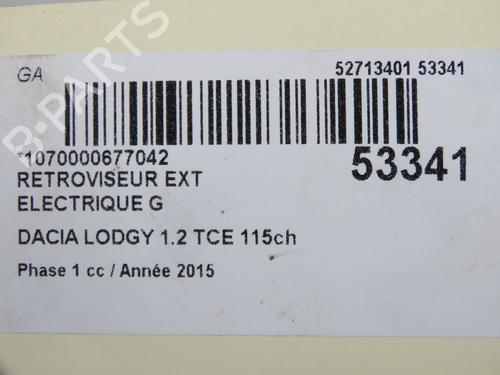 GA
52713401 53341
*1070000677042
53341
RETROVISEUR EXT
ELECTRIQUE G
DACIA LODGY 1.2 TCE 115ch
Phase 1 cc / Année 2015
B-PARTS